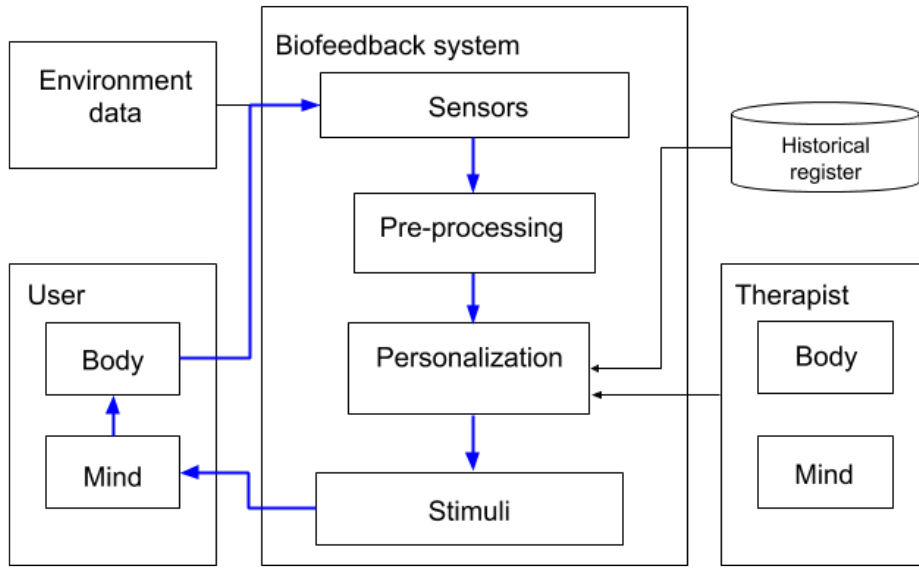 Biofeedback system
Environment
data
Sensors
Historical
register
Pre-processing
User
Therapist
Body
Personalization
Body
Mind
Mind
Stimuli